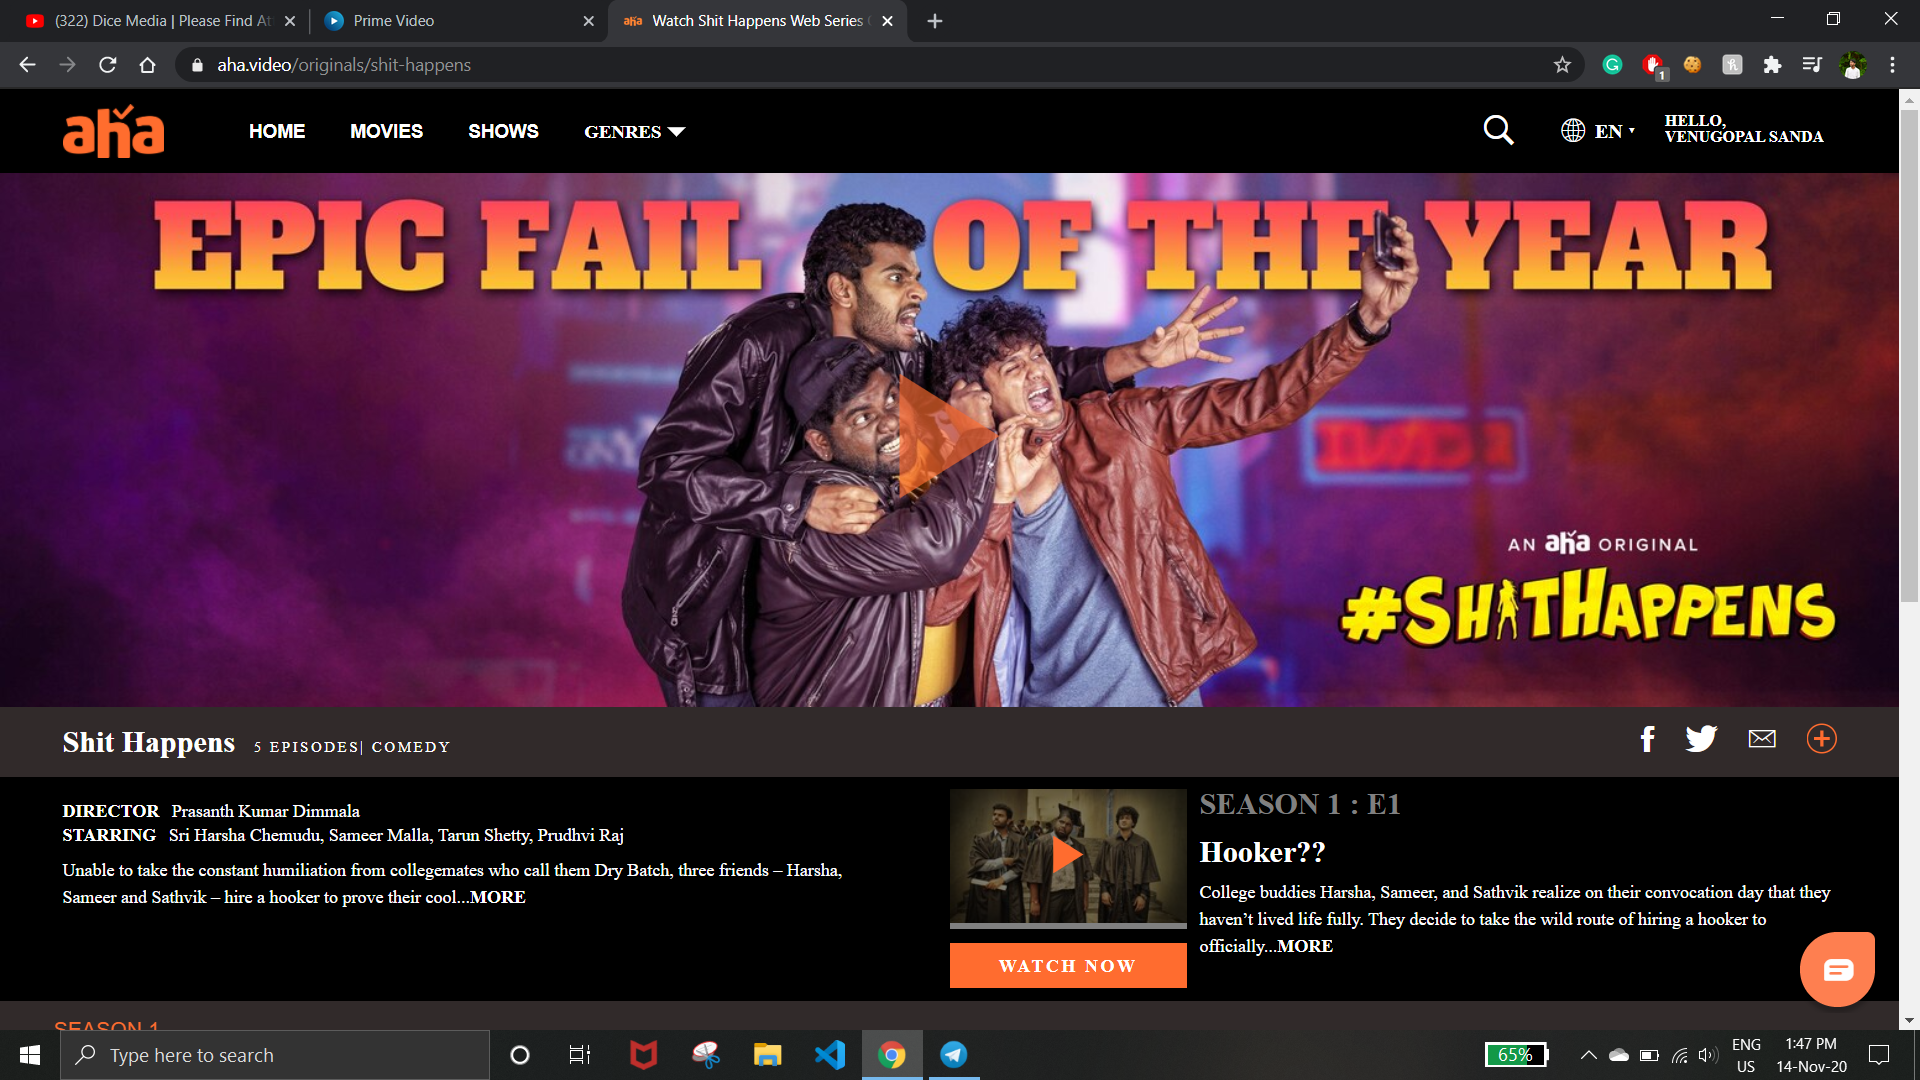 (322) Dice Media | Please Find At
Prime Video
aha
Watch Shit Happens Web Series
aha.video/originals/shit-happens
1
aha
HOME
MOVIES
SHOWS
GENRES
EN
HELLO,
VENUGOPAL SANDA
EPIC FAIL OF THE YEAR
AN aha ORIGINAL
#SHITHAPPENS
Shit Happens 5 EPISODES| COMEDY
DIRECTOR Prasanth Kumar Dimmala
STARRING Sri Harsha Chemudu, Sameer Malla, Tarun Shetty, Prudhvi Raj
Unable to take the constant humiliation from collegemates who call them Dry Batch, three friends – Harsha,
Sameer and Sathvik – hire a hooker to prove their cool...MORE
SEASON 1 : E1
Hooker??
College buddies Harsha, Sameer, and Sathvik realize on their convocation day that they
haven’t lived life fully. They decide to take the wild route of hiring a hooker to
officially...MORE
WATCH NOW
SEASON 1
Type here to search
65%
ENG
US
1:47 PM
14-Nov-20